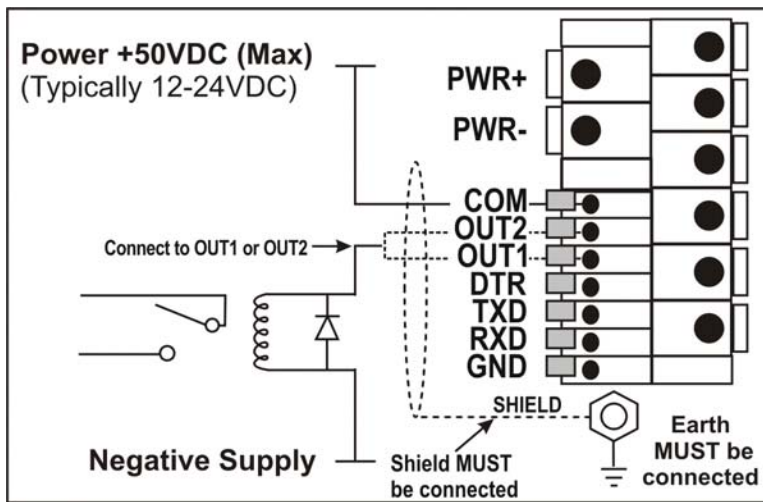 Power +50VDC (Max)
(Typically 12-24VDC)
PWR+
PWR-
COM
OUT2
Connect to OUT1 or OUT2
OUT1
DTR
TXD
RXD
GND
SHIELD
Negative Supply
Shield MUST
be connected
Earth
MUST be
connected